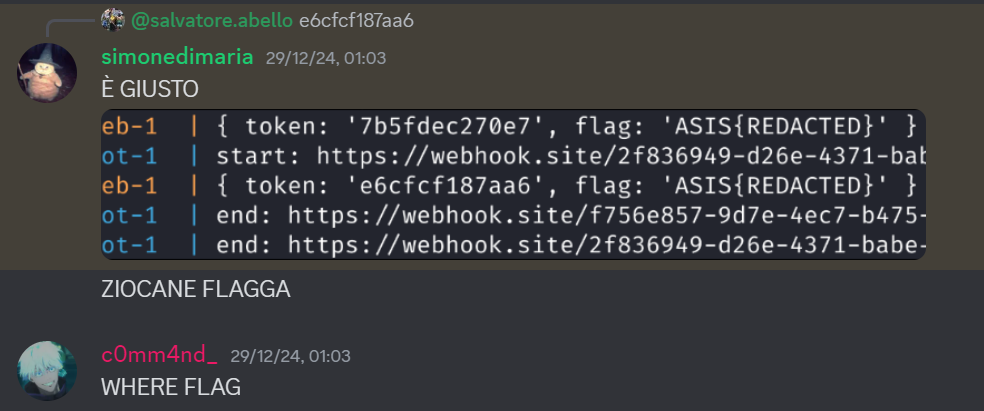 @salvatore.abello e6cfcf187aa6
simonedimaria 29/12/24, 01:03
È GIUSTO
eb-1 | { token: '7b5fdec270e7', flag: 'ASIS{REDACTED}' }
ot-1 | start: https://webhook.site/2f836949-d26e-4371-bab
eb-1 | { token: 'e6cfcf187aa6', flag: 'ASIS{REDACTED}' }
ot-1 | end: https://webhook.site/f756e857-9d7e-4ec7-b475-
ot-1 | end: https://webhook.site/2f836949-d26e-4371-babe-
ZIOCANE FLAGGA
c0mm4nd_ 29/12/24, 01:03
WHERE FLAG